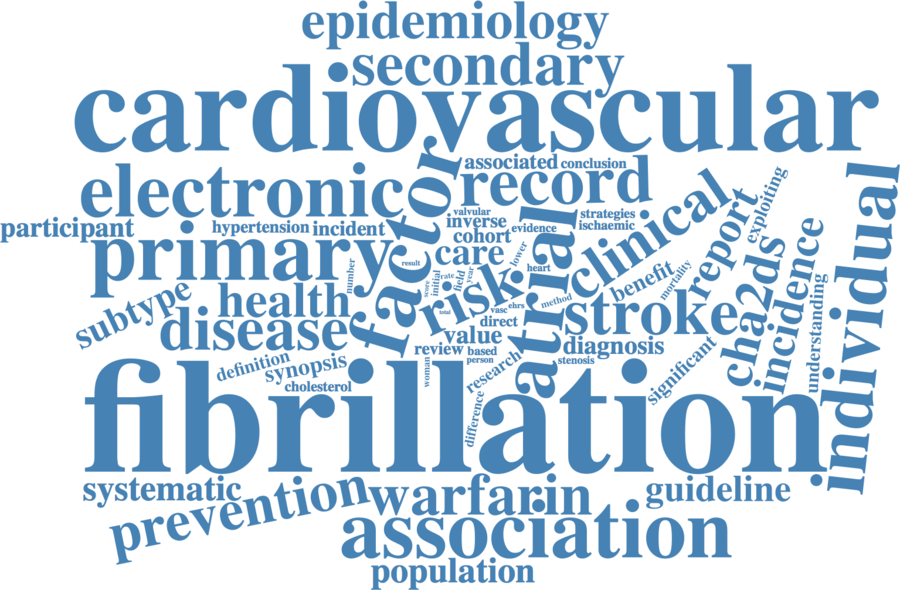 epidemiology
secondary
cardiovascular
associated conclusion
electronic
record
factor
participant
hypertension incident
valvular
inverse
evidence
strategies
ischaemic
cohort
primary
care
atrial
clinical
report
exploiting
individual
number
result
lower
heart
subtype
health
disease
score
initial
rate
field
year
risk
total
vasc
ehrs
method
benefit
mortality
cha2ds
incidence
understanding
direct
value
stroke
review
based
person
diagnosis
stenosis
definition
synopsis
cholesterol
woman
research
difference
significant
fibrillation
systematic
prevention
warfarin
guideline
association
population